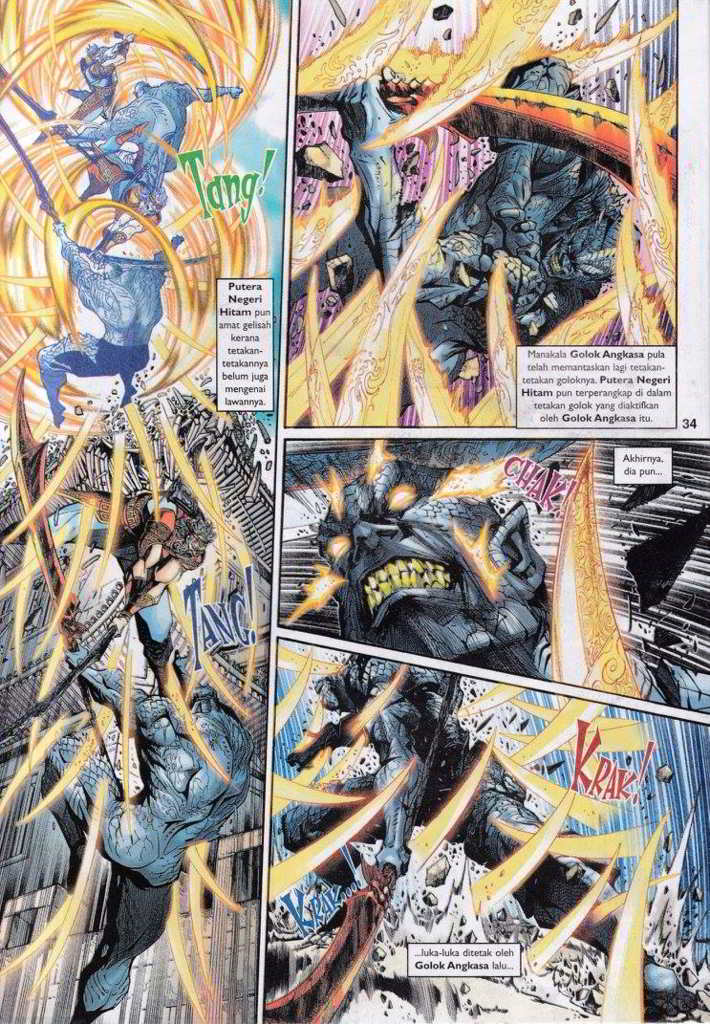 Tang!
Putera
Negeri
Hitam pun
amat gelisah
kerana
tetakan-
tetakannya
belum juga
mengenai
lawannya.
TANG!
Manakala Golok Angkasa pula
telah memantaskan lagi tetakan-
tetakan goloknya. Putera Negeri
Hitam pun terperangkap di dalam
tetakan golok yang diaktifkan
oleh Golok Angkasa itu.
34
CHAK!
Akhirnya,
dia pun...
KRAK!
KRAK...!
...luka-luka ditetak oleh
Golok Angkasa lalu...